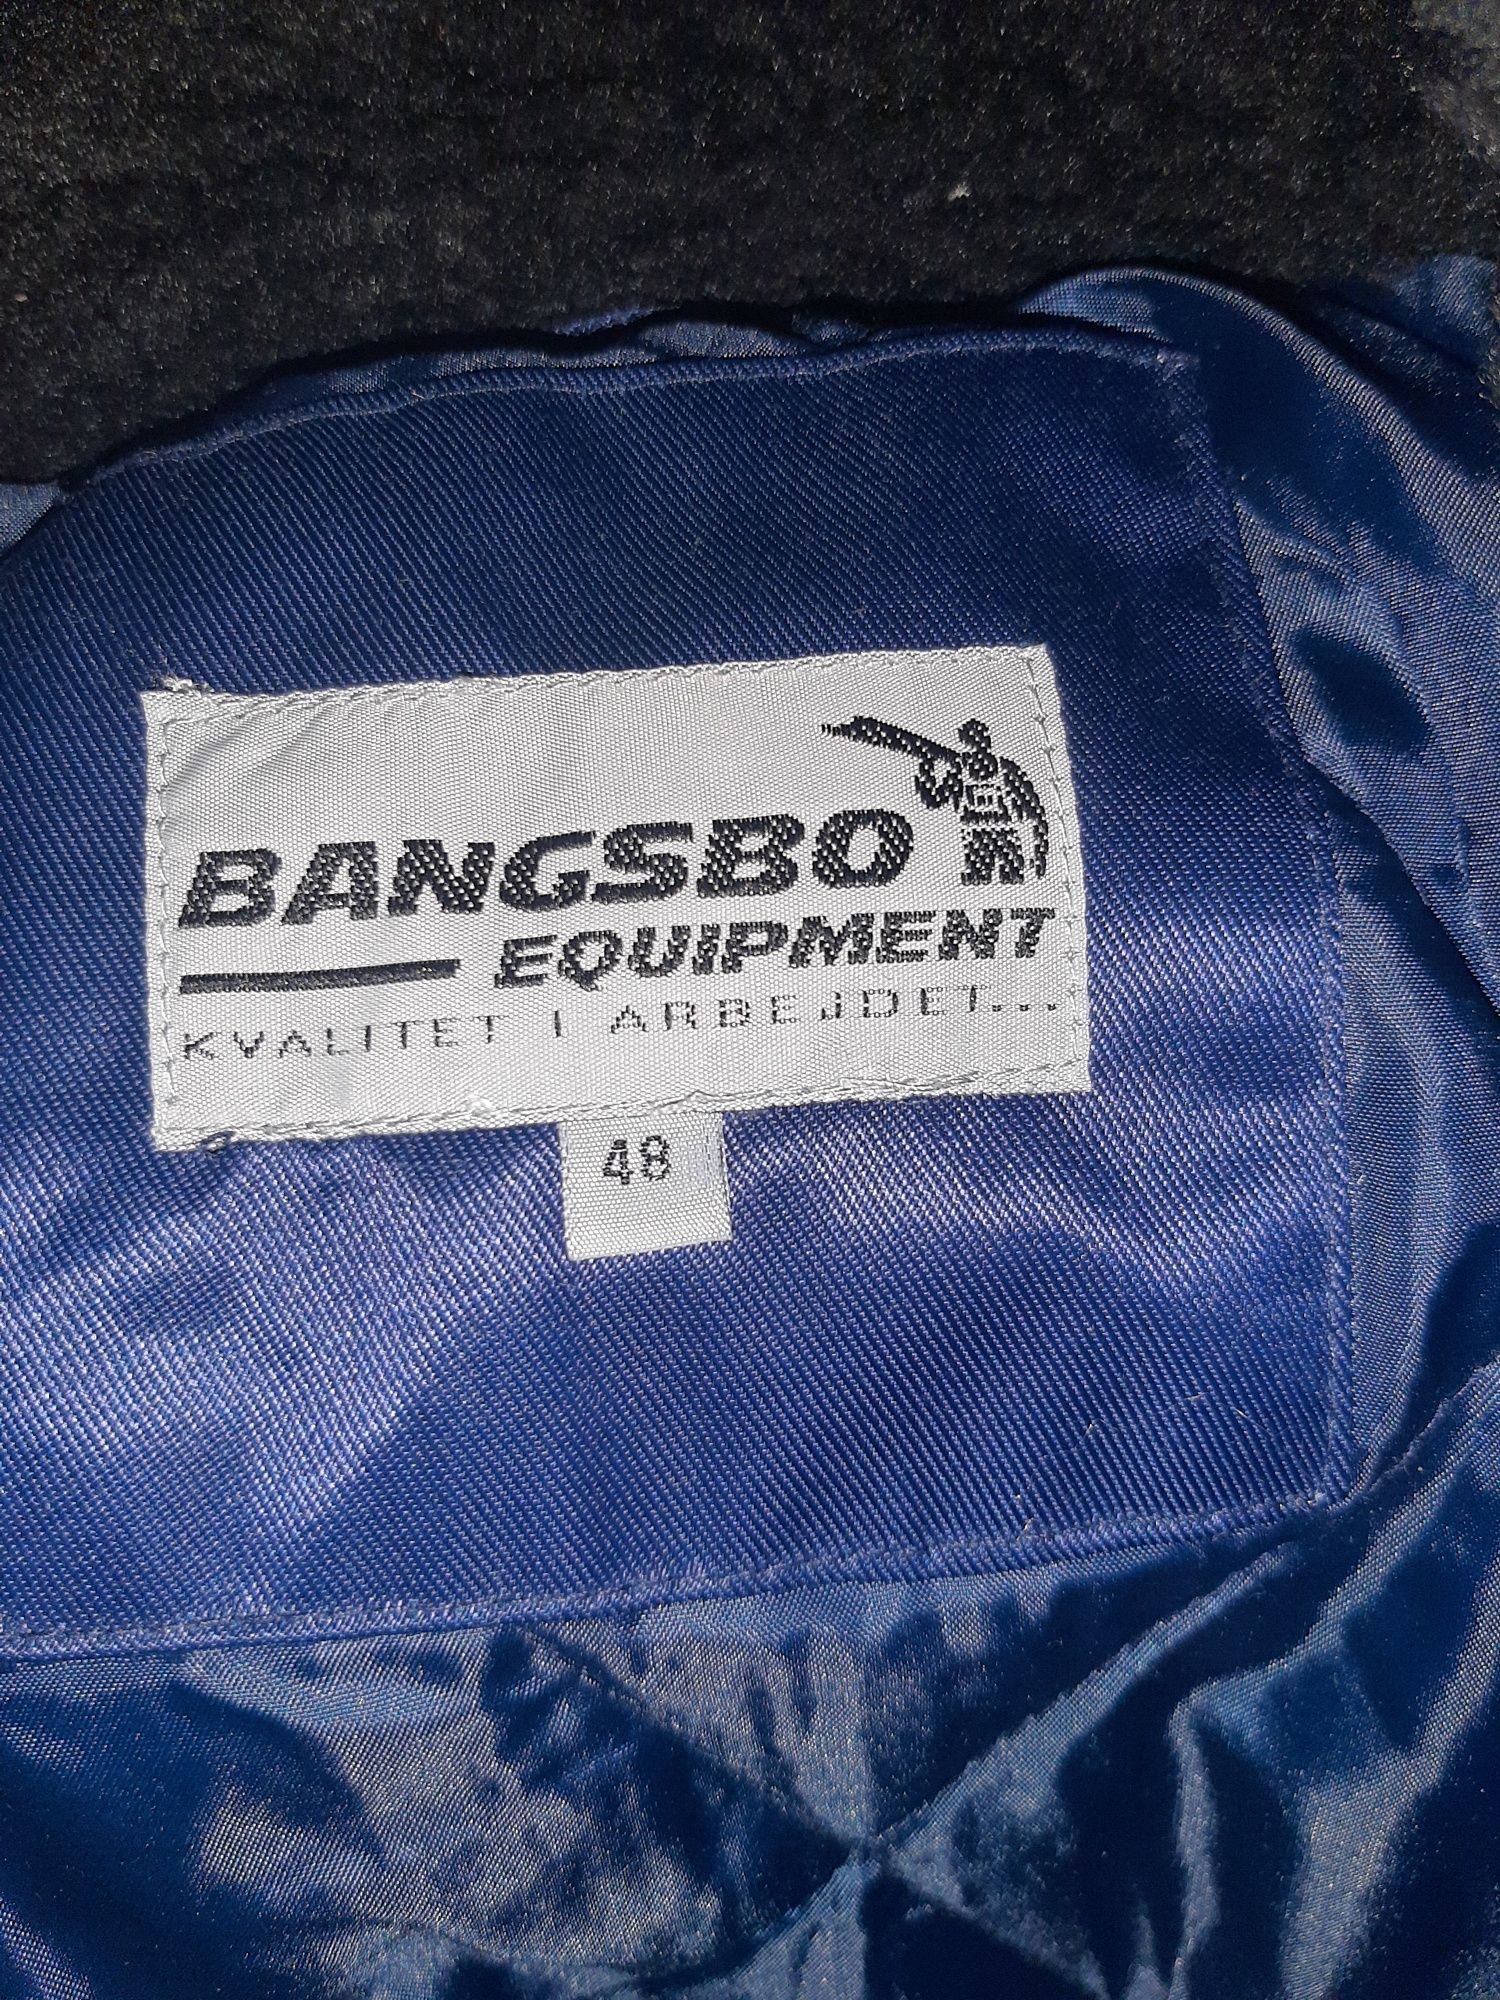 BANGSBO
EQUIPMENT
KVALITET I ARBEJDET...
48